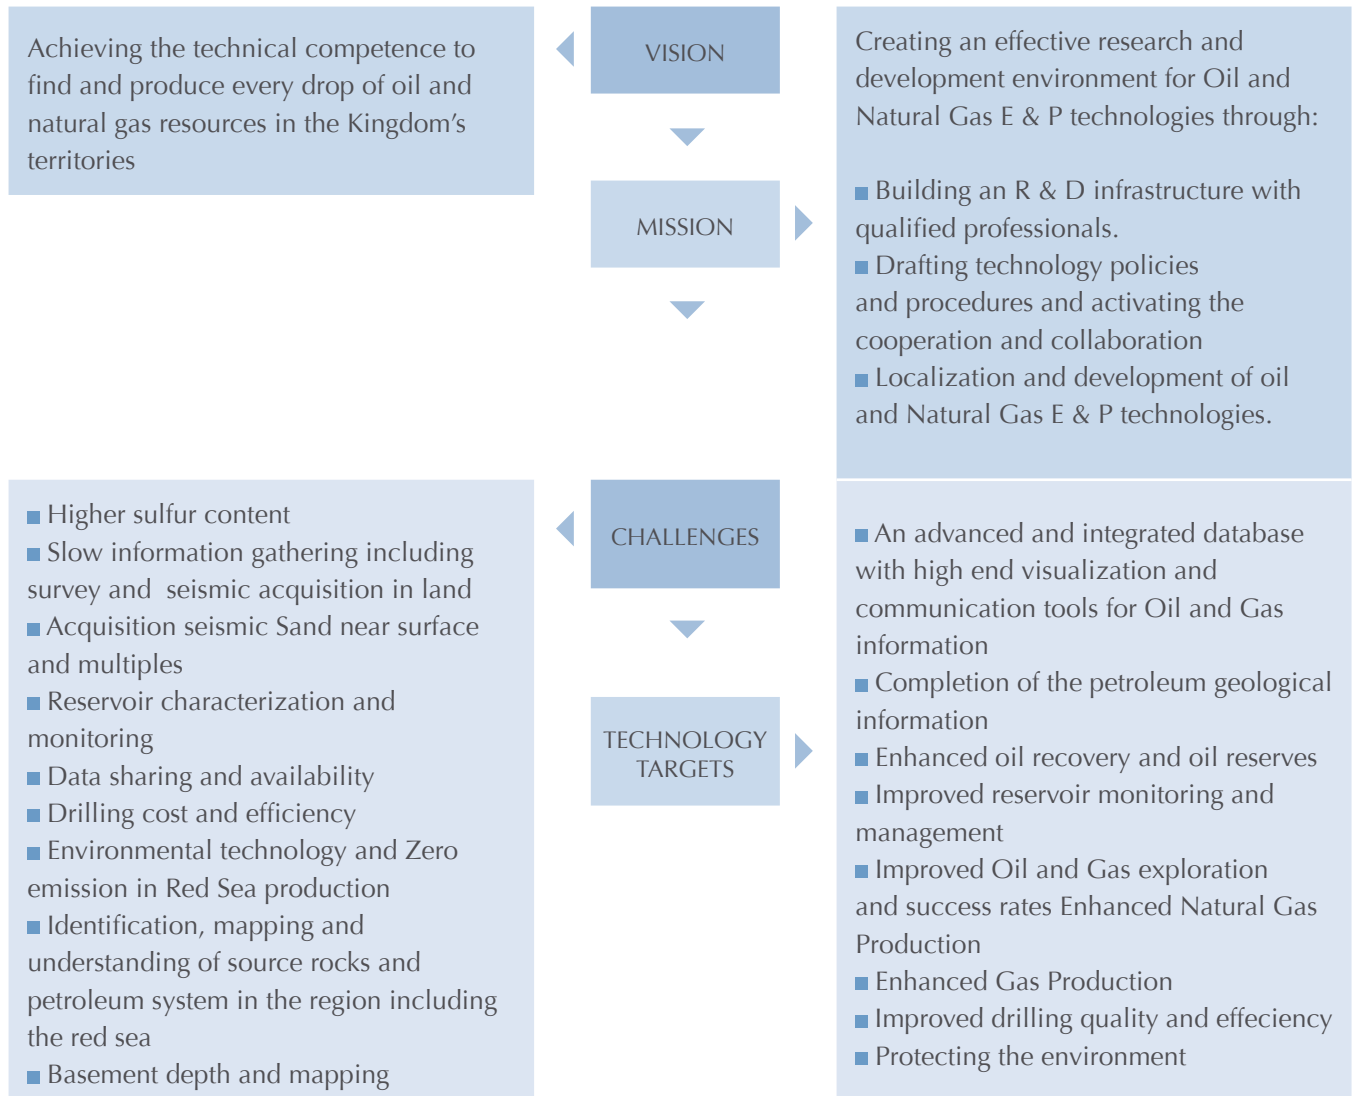 VISION
Achieving the technical competence to
find and produce every drop of oil and
natural gas resources in the Kingdom’s
territories
MISSION
Creating an effective research and
development environment for Oil and
Natural Gas E & P technologies through:
■ Building an R & D infrastructure with
qualified professionals.
■ Drafting technology policies
and procedures and activating the
cooperation and collaboration
■ Localization and development of oil
and Natural Gas E & P technologies.
CHALLENGES
■ Higher sulfur content
■ Slow information gathering including
survey and  seismic acquisition in land
■ Acquisition seismic Sand near surface
and multiples
■ Reservoir characterization and
monitoring
■ Data sharing and availability
■ Drilling cost and efficiency
■ Environmental technology and Zero
emission in Red Sea production
■ Identification, mapping and
understanding of source rocks and
petroleum system in the region including
the red sea
■ Basement depth and mapping
TECHNOLOGY
TARGETS
■ An advanced and integrated database
with high end visualization and
communication tools for Oil and Gas
information
■ Completion of the petroleum geological
information
■ Enhanced oil recovery and oil reserves
■ Improved reservoir monitoring and
management
■ Improved Oil and Gas exploration
and success rates Enhanced Natural Gas
Production
■ Enhanced Gas Production
■ Improved drilling quality and effeciency
■ Protecting the environment